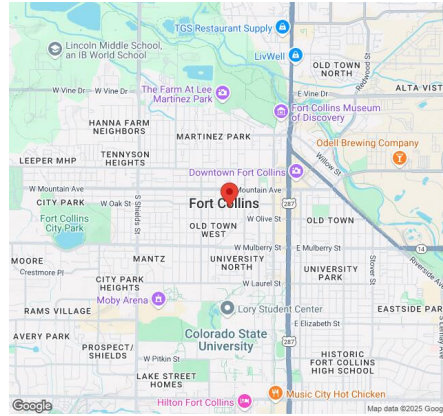 TGS Restaurant Supply
Lincoln Middle School,
an IB World School
LivWell
OLD TOWN
NORTH
Redwood St
W Vine Dr
W Vine Dr
E Vine Dr
ALTA VIST
The Farm At Lee
Martinez Park
HANNA FARM
NEIGHBORS
Fort Collins Museum
of Discovery
MARTINEZ PARK
Odell Brewing Company
LEEPER MHP
TENNYSON
HEIGHTS
Willow St
Downtown Fort Collins
W Mountain Ave
Mountain Ave
CITY PARK
W Oak St
Fort Collins
287
Fort Collins
City Park
S Shields St
W Olive St
OLD TOWN
OLD TOWN
WEST
14
W Mulberry St
E Mulberry St
Riverside Ave
MOORE
Crestmore Pl
MANTZ
UNIVERSITY
NORTH
UNIVERSITY
PARK
Stover St
CITY PARK
HEIGHTS
W Laurel St
Moby Arena
RAMS VILLAGE
Lory Student Center
EASTSIDE PAR
E Elizabeth St
AVERY PARK
Colorado State
University
PROSPECT/
SHIELDS
287
W Pitkin St
HISTORIC
FORT COLLINS
HIGH SCHOOL
LAKE STREET
HOMES
Music City Hot Chicken
Hilton Fort Collins
Google
Map data ©2025 Goog